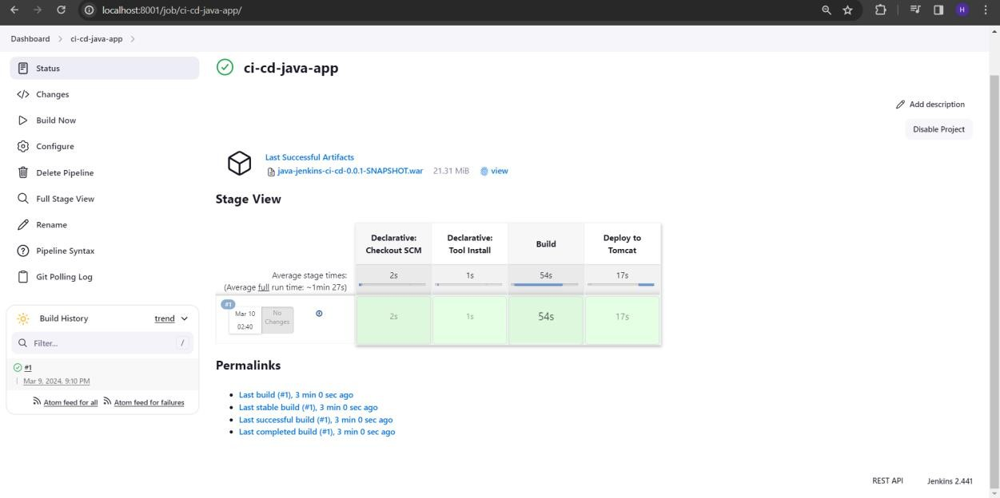 localhost:8001/job/ci-cd-java-app/
H
Dashboard > ci-cd-java-app >
Status
Changes
Build Now
Configure
Delete Pipeline
Full Stage View
Rename
Pipeline Syntax
Git Polling Log
Build History trend
Filter... /
#1
Mar 9, 2024, 9:10 PM
Atom feed for all Atom feed for failures
ci-cd-java-app
Add description
Disable Project
Last Successful Artifacts
java-jenkins-ci-cd-0.0.1-SNAPSHOT.war 21.31 MiB view
Stage View
Declarative: Declarative: Build Deploy to
Checkout SCM Tool Install Tomcat
Average stage times: 2s 1s 54s 17s
(Average full run time: ~1min 27s)
#1
Mar 10 No
Changes
02:40
2s 1s 54s 17s
Permalinks
Last build (#1), 3 min 0 sec ago
Last stable build (#1), 3 min 0 sec ago
Last successful build (#1), 3 min 0 sec ago
Last completed build (#1), 3 min 0 sec ago
REST API Jenkins 2.441